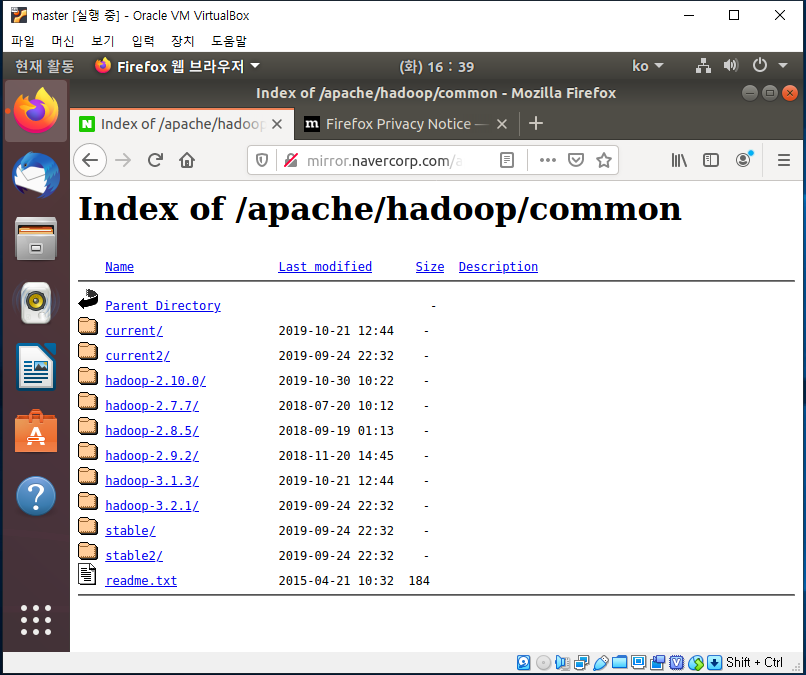 master [실행 중] - Oracle VM VirtualBox
파일 머신 보기 입력 장치 도움말
현재 활동 Firefox 웹 브라우저 (화) 16 : 39 ko
Index of /apache/hadoop/common - Mozilla Firefox
N Index of /apache/hadoop m Firefox Privacy Notice —
mirror.navercorp.com/a
Index of /apache/hadoop/common
Name Last modified Size Description
Parent Directory -
current/ 2019-10-21 12:44 -
current2/ 2019-09-24 22:32 -
hadoop-2.10.0/ 2019-10-30 10:22 -
hadoop-2.7.7/ 2018-07-20 10:12 -
hadoop-2.8.5/ 2018-09-19 01:13 -
hadoop-2.9.2/ 2018-11-20 14:45 -
hadoop-3.1.3/ 2019-10-21 12:44 -
hadoop-3.2.1/ 2019-09-24 22:32 -
stable/ 2019-09-24 22:32 -
stable2/ 2019-09-24 22:32 -
readme.txt 2015-04-21 10:32 184
Shift + Ctrl